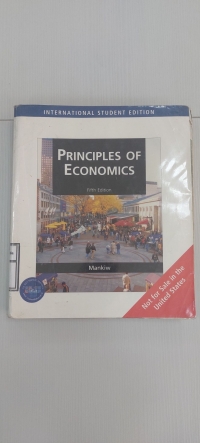 INTERNATIONAL STUDENT EDITION
PRINCIPLES OF
ECONOMICS
Fifth Edition
Mankiw
Not for Sale in the
United States